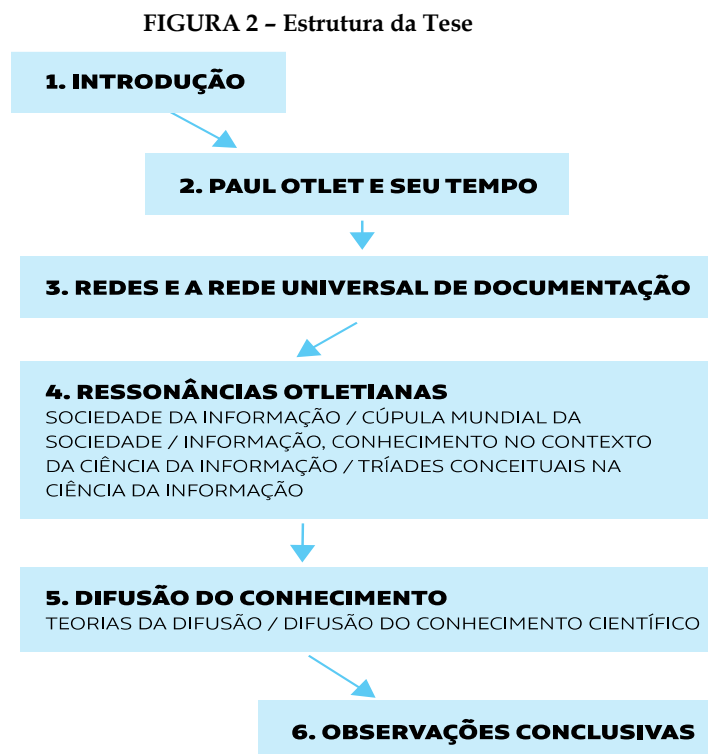 FIGURA 2 – Estrutura da Tese
1. INTRODUÇÃO
2. PAUL OTLET E SEU TEMPO
3. REDES E A REDE UNIVERSAL DE DOCUMENTAÇÃO
4. RESSONÂNCIAS OTLETIANAS
SOCIEDADE DA INFORMAÇÃO / CÚPULA MUNDIAL DA
SOCIEDADE / INFORMAÇÃO, CONHECIMENTO NO CONTEXTO
DA CIÊNCIA DA INFORMAÇÃO / TRÍADES CONCEITUAIS NA
CIÊNCIA DA INFORMAÇÃO
5. DIFUSÃO DO CONHECIMENTO
TEORIAS DA DIFUSÃO / DIFUSÃO DO CONHECIMENTO CIENTÍFICO
6. OBSERVAÇÕES CONCLUSIVAS